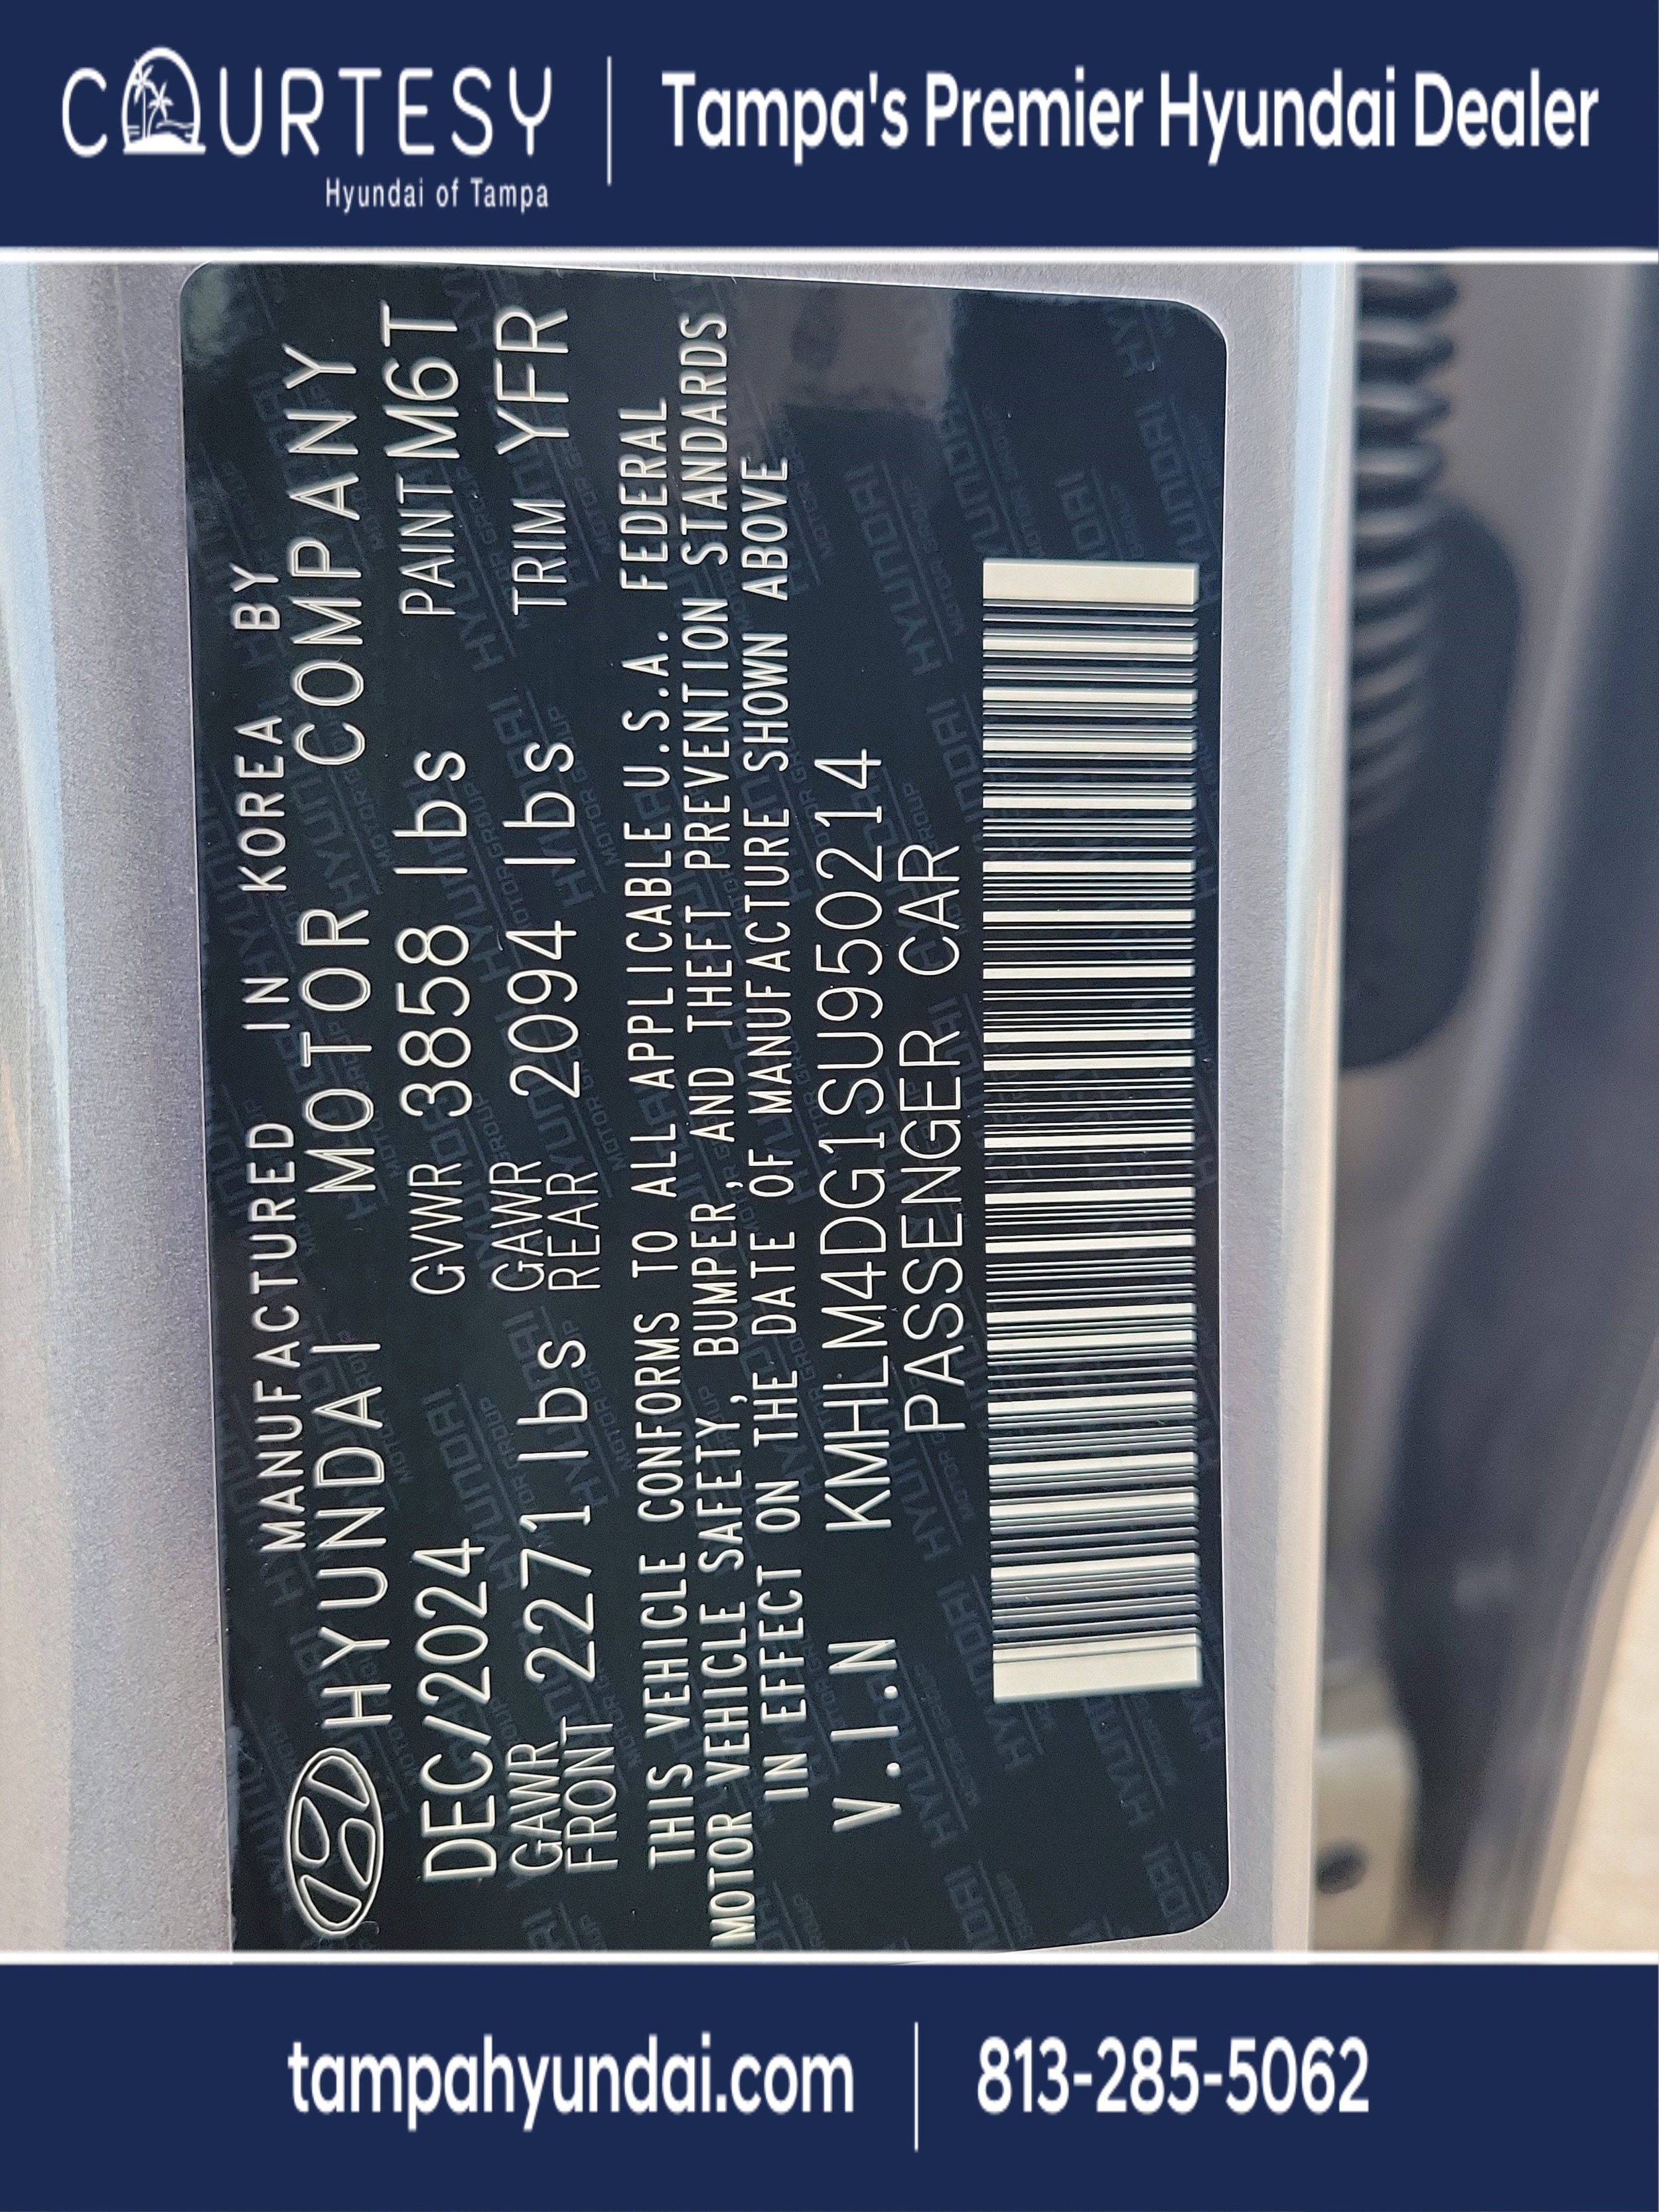 COURTESY
Hyundai of Tampa
Tampa's Premier Hyundai Dealer
MANUFACTURED IN KOREA BY
HYUNDAI MOTOR COMPANY
DEC/2024 GVWR 3858 lbs PAINT M6T
GAWR FRONT 2271 lbs GAWR REAR 2094 lbs TRIM YFR
THIS VEHICLE CONFORMS TO ALL APPLICABLE U.S.A. FEDERAL
MOTOR VEHICLE SAFETY, BUMPER, AND THEFT PREVENTION STANDARDS
IN EFFECT ON THE DATE OF MANUFACTURE SHOWN ABOVE
V.I.N KMHLM4DG1SU950214
PASSENGER CAR
tampahyundai.com
813-285-5062